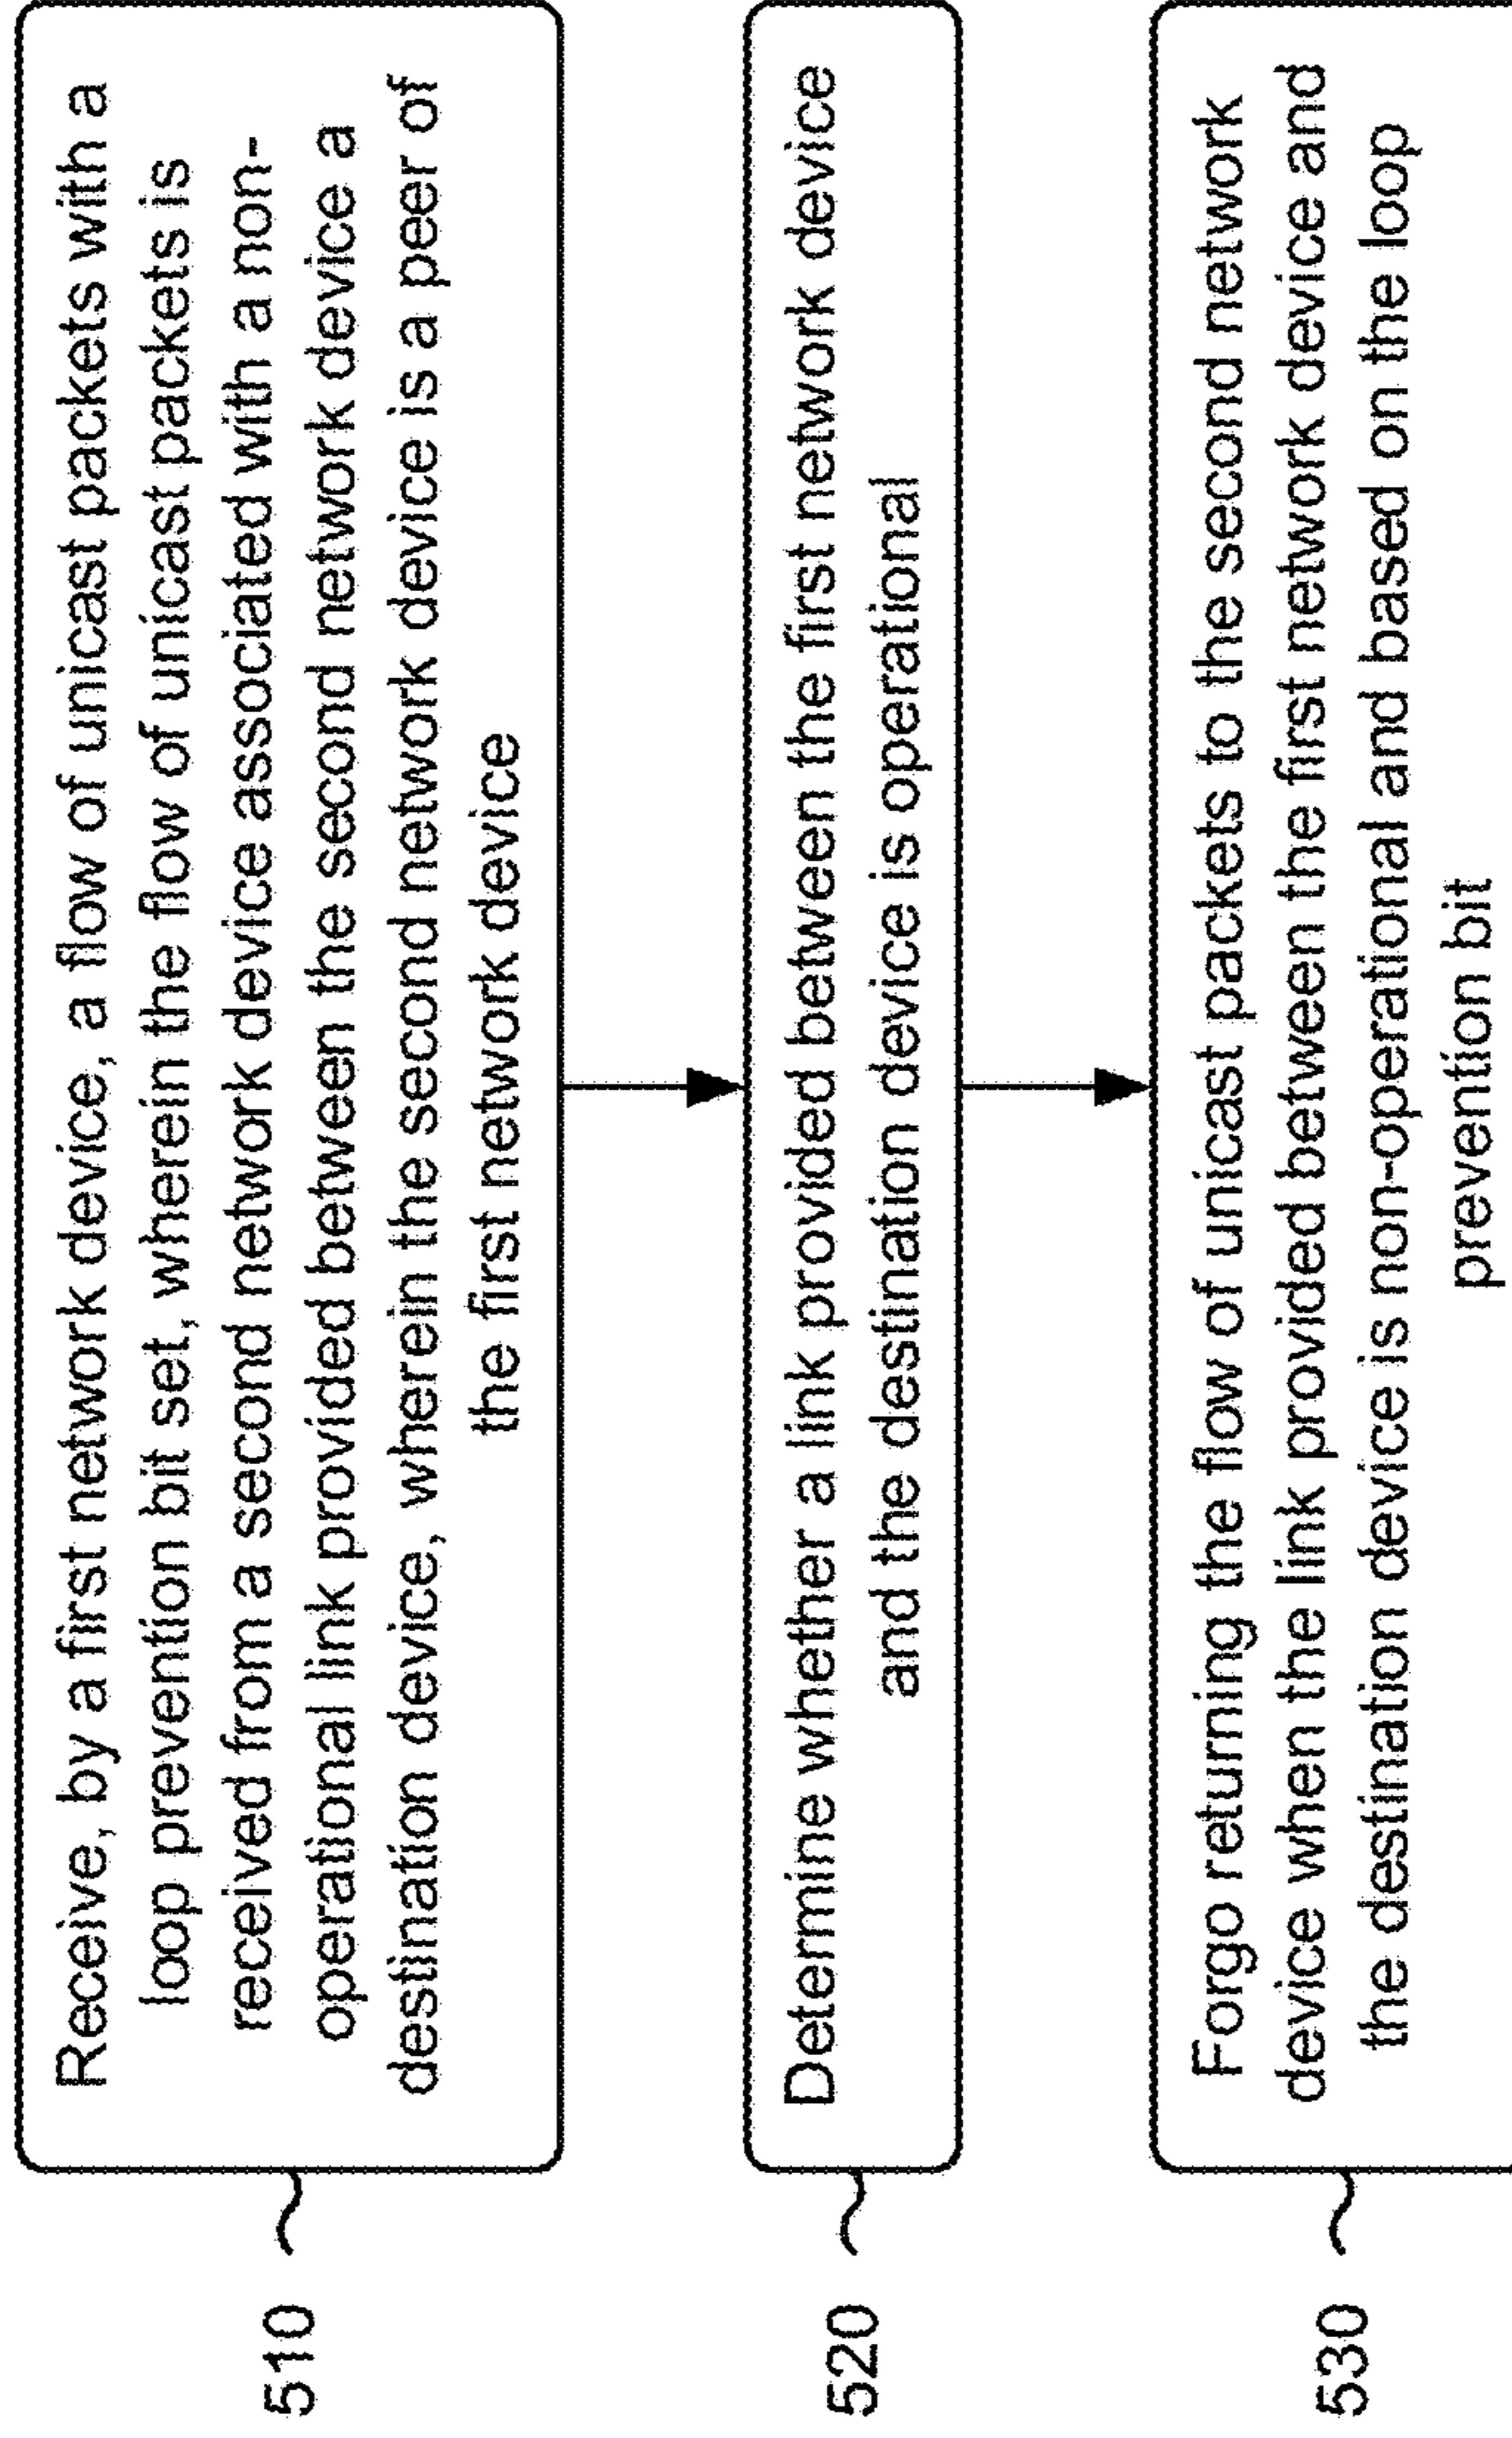 510
Receive, by a first network device, a flow of unicast packets with a
loop prevention bit set, wherein the flow of unicast packets is
received from a second network device associated with a non-
operational link provided between the second network device a
destination device, wherein the second network device is a peer of
the first network device
520
Determine whether a link provided between the first network device
and the destination device is operational
530
Forgo returning the flow of unicast packets to the second network
device when the link provided between the first network device and
the destination device is non-operational and based on the loop
prevention bit